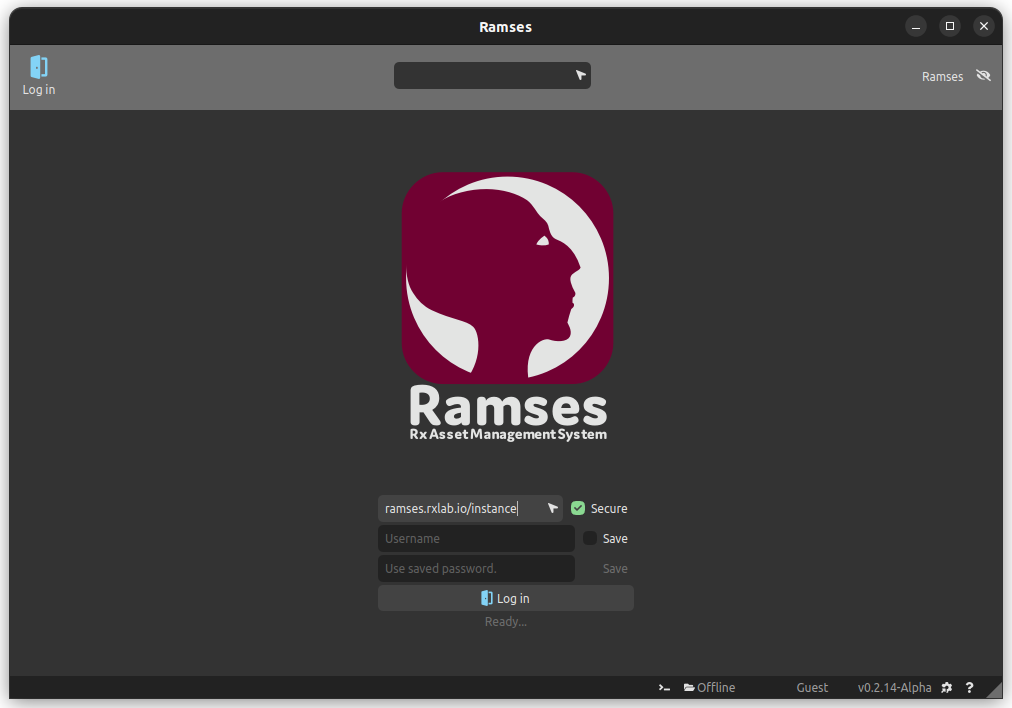 Ramses
Log in
Ramses
Ramses
Rx Asset Management System
ramses.rxlab.io/instance
Secure
Username
Save
Use saved password.
Save
Log in
Ready...
Offline
Guest
v0.2.14-Alpha
?